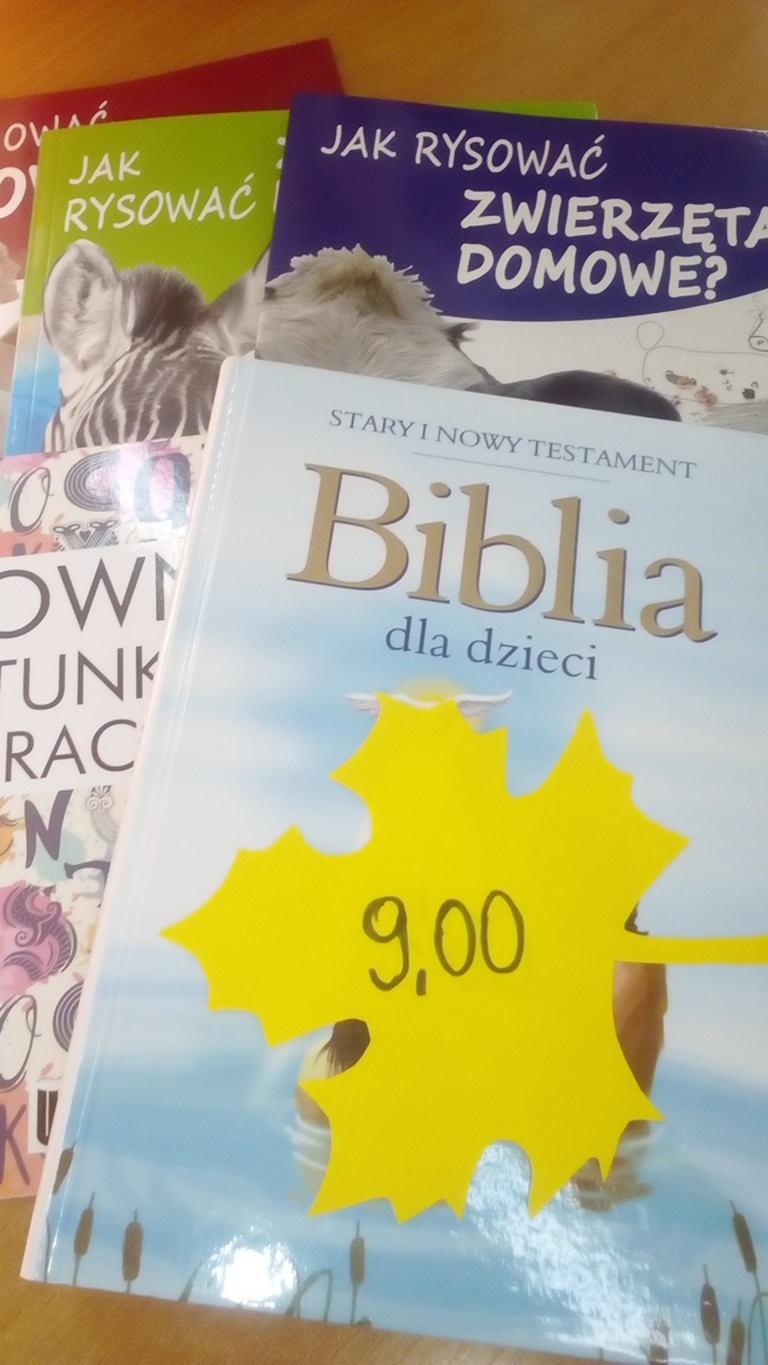 JAK
RYSOWAĆ
JAK RYSOWAĆ
ZWIERZĘTA
DOMOWE?
STARY I NOWY TESTAMENT
Biblia
dla dzieci
9,00